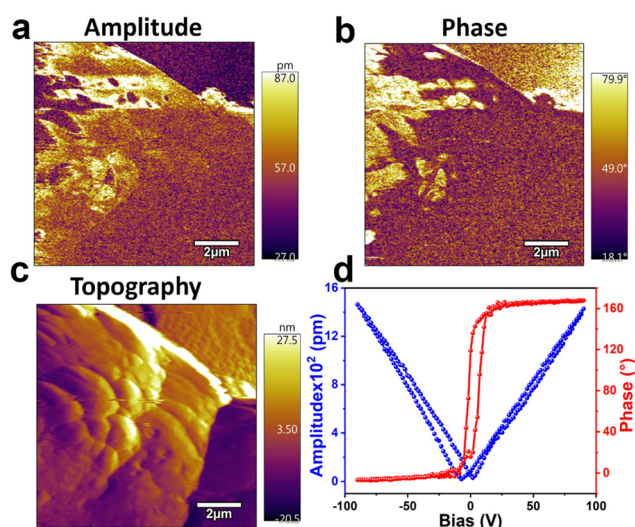 a Amplitude
pm
87.0
57.0
27.0
2μm
b Phase
79.9°
49.0°
18.1°
2μm
c Topography
nm
27.5
3.50
-20.5
2μm
d
Amplitudex10² (pm)
16
12
8
4
0
160
120
80
40
0
Phase (°)
-100 -50 0 50 100
Bias (V)